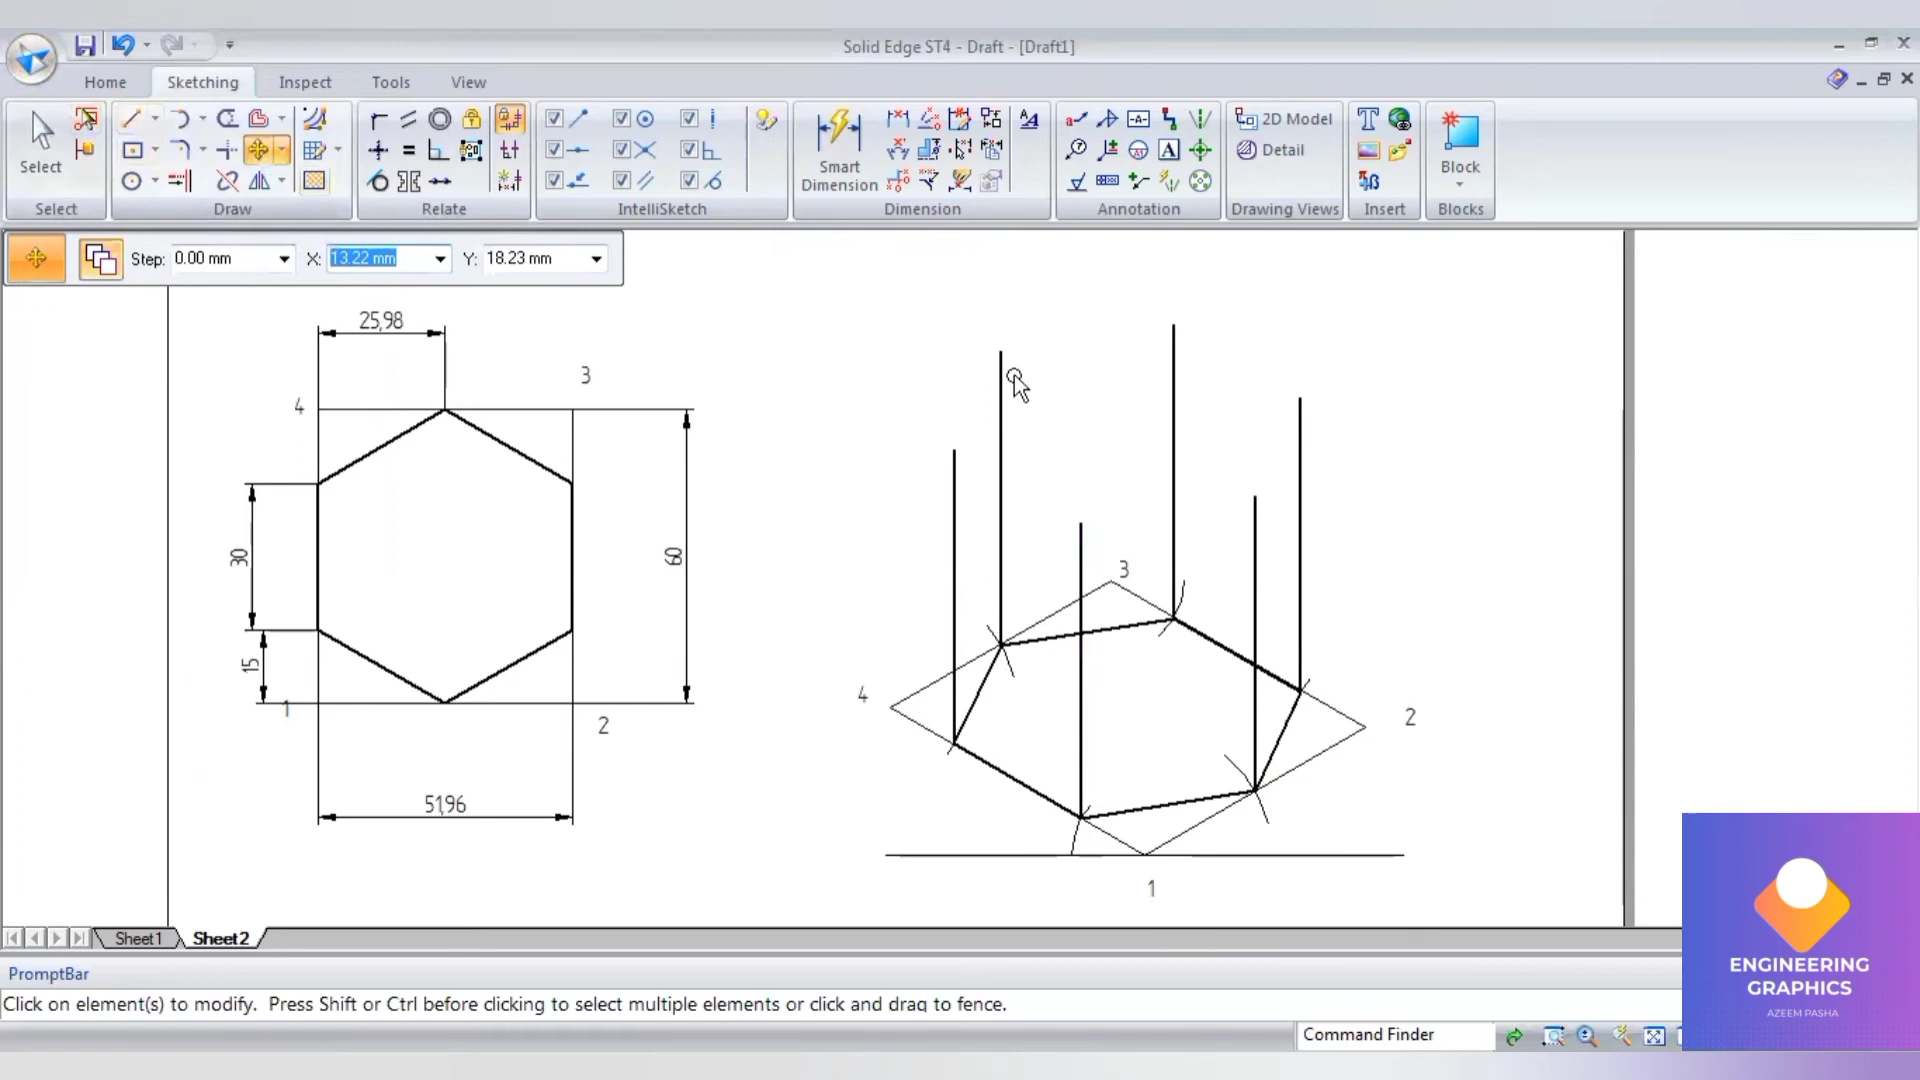 Solid Edge ST4 - Draft - [Draft1]
Home Sketching Inspect Tools View
Select
Smart Dimension
2D Model
Detail
Block
Select Draw Relate IntelliSketch Dimension Annotation Drawing Views Insert Blocks
Step: 0.00 mm X: 13.22 mm Y: 18.23 mm
25,98
3
4
30
60
15
1
2
51,96
3
4
2
1
Sheet1 Sheet2
PromptBar
Click on element(s) to modify. Press Shift or Ctrl before clicking to select multiple elements or click and drag to fence.
Command Finder
ENGINEERING
GRAPHICS
AZEEM PASHA